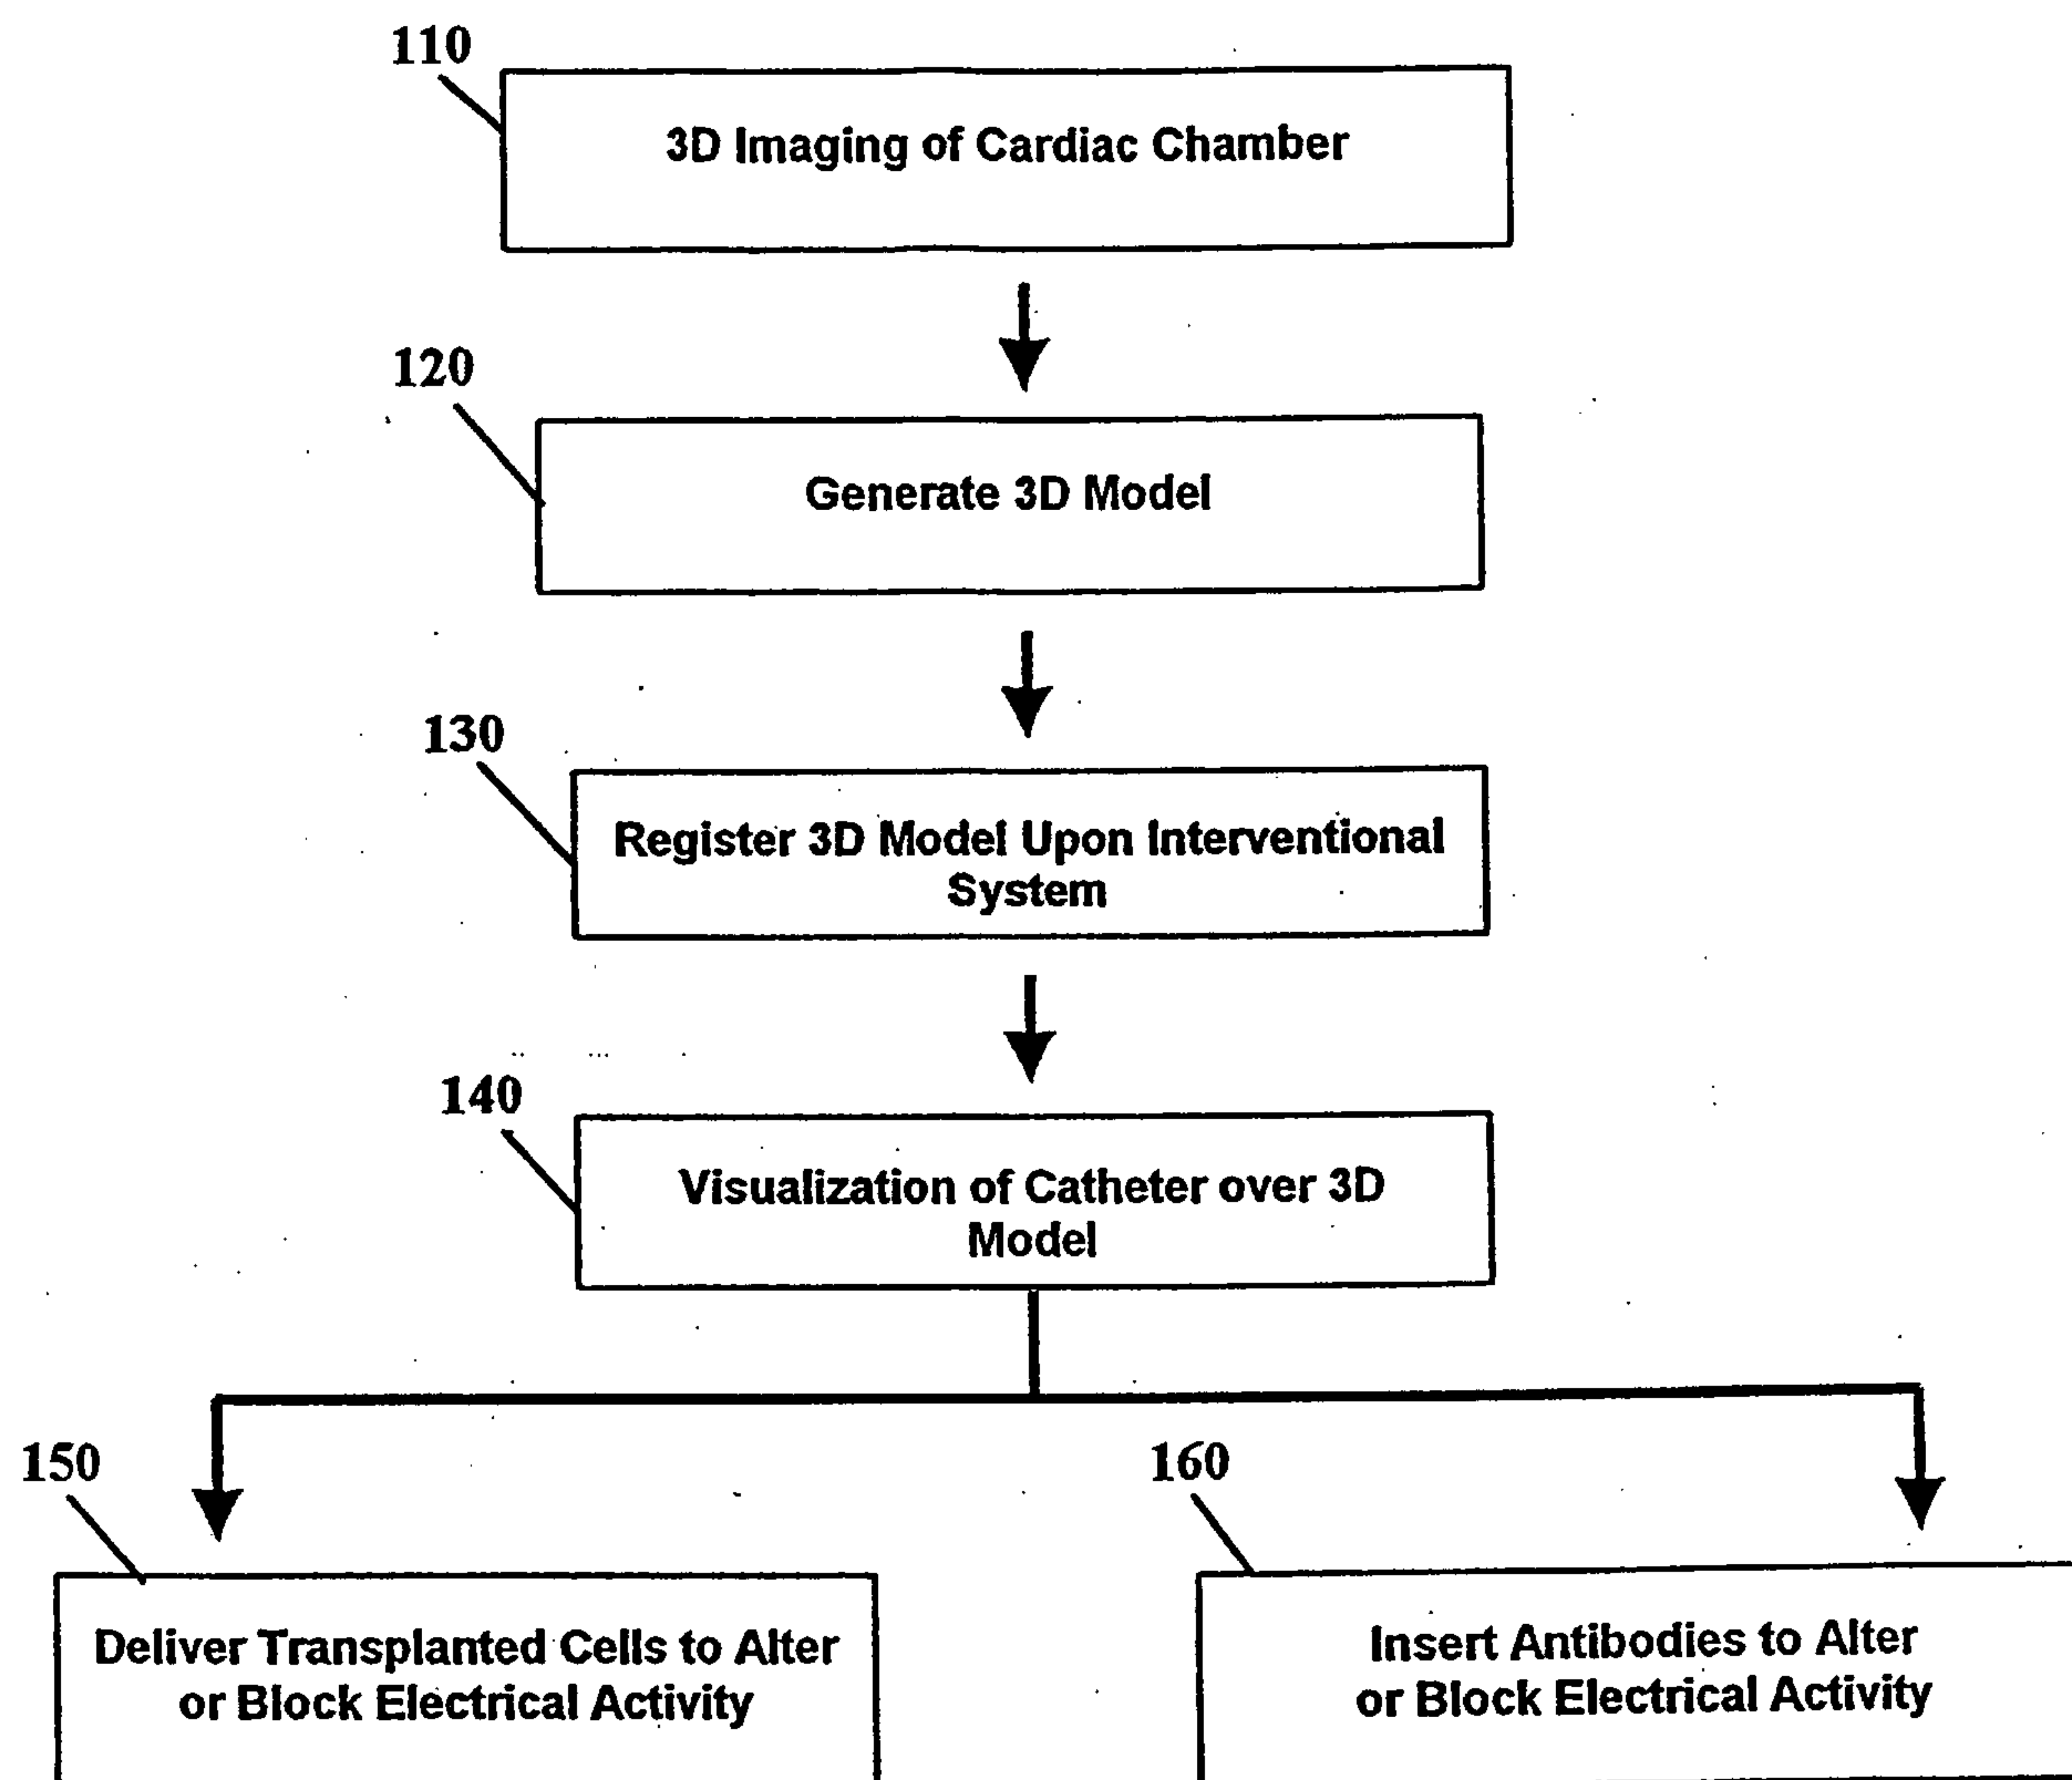 110
3D Imaging of Cardiac Chamber
120
Generate 3D Model
130
Register 3D Model Upon Interventional
System
140
Visualization of Catheter over 3D
Model
150
Deliver Transplanted Cells to Alter
or Block Electrical Activity
160
Insert Antibodies to Alter
or Block Electrical Activity